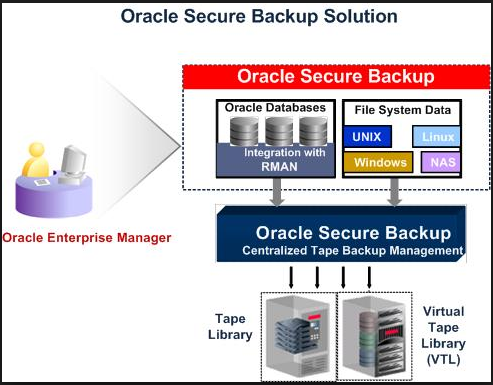 Oracle Secure Backup Solution
Oracle Secure Backup
Oracle Databases
Integration with
RMAN
File System Data
UNIX
Linux
Windows
NAS
Oracle Enterprise Manager
Oracle Secure Backup
Centralized Tape Backup Management
Tape
Library
Virtual
Tape
Library
(VTL)